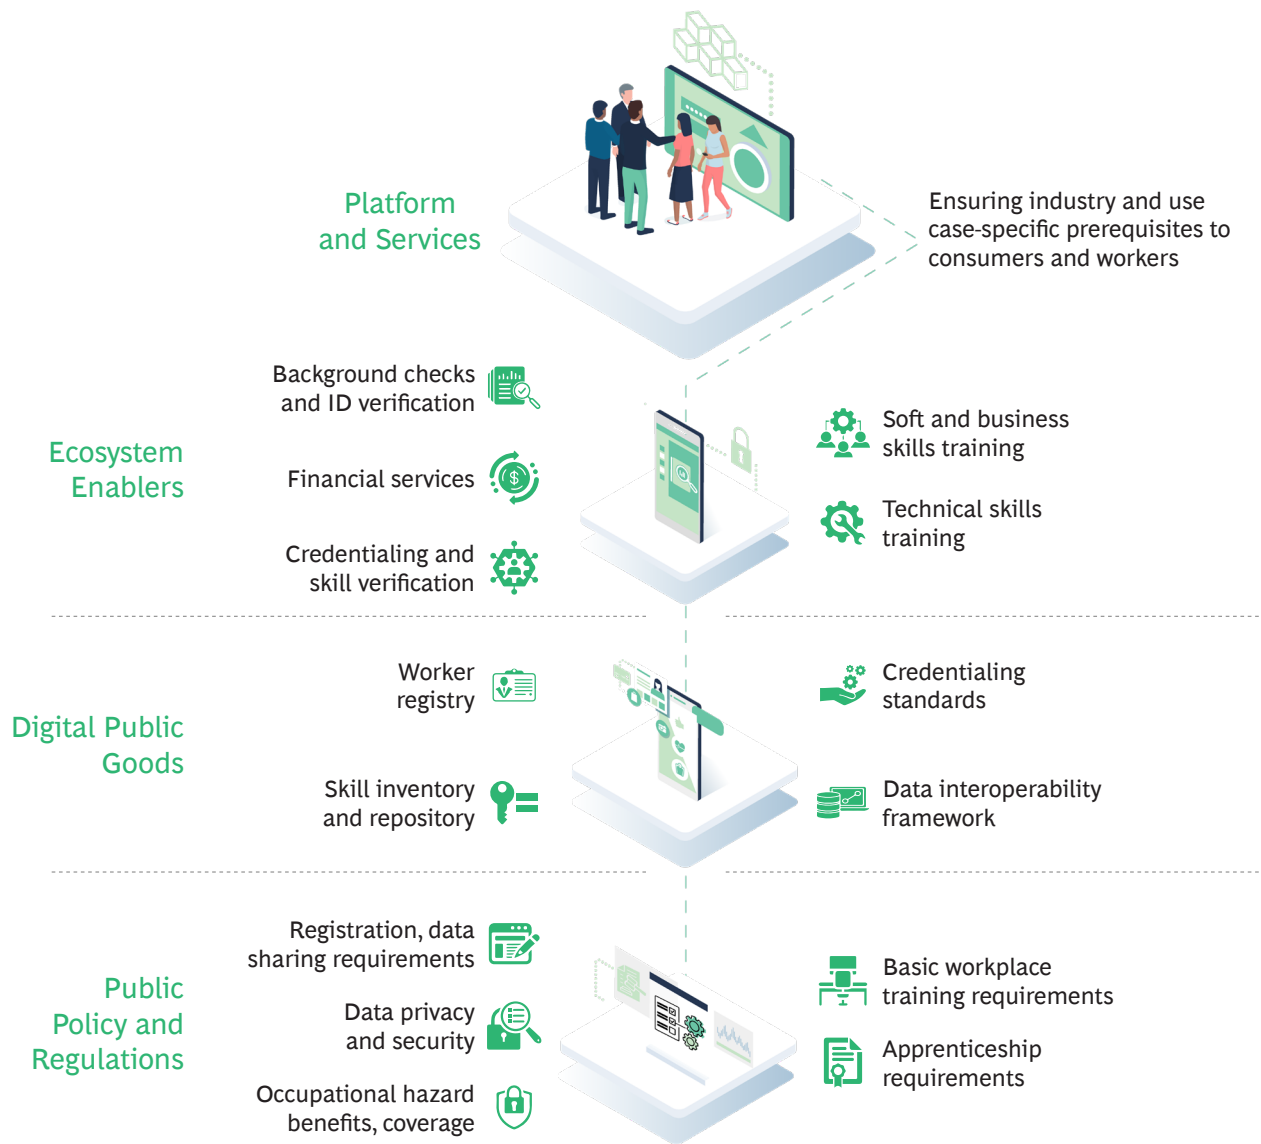 Platform
and Services
Ensuring industry and use
case-specific prerequisites to
consumers and workers
Ecosystem
Enablers
Background checks
and ID verification
Financial services
Credentialing and
skill verification
Soft and business
skills training
Technical skills
training
Digital Public
Goods
Worker
registry
Skill inventory
and repository
Credentialing
standards
Data interoperability
framework
Public
Policy and
Regulations
Registration, data
sharing requirements
Data privacy
and security
Occupational hazard
benefits, coverage
Basic workplace
training requirements
Apprenticeship
requirements